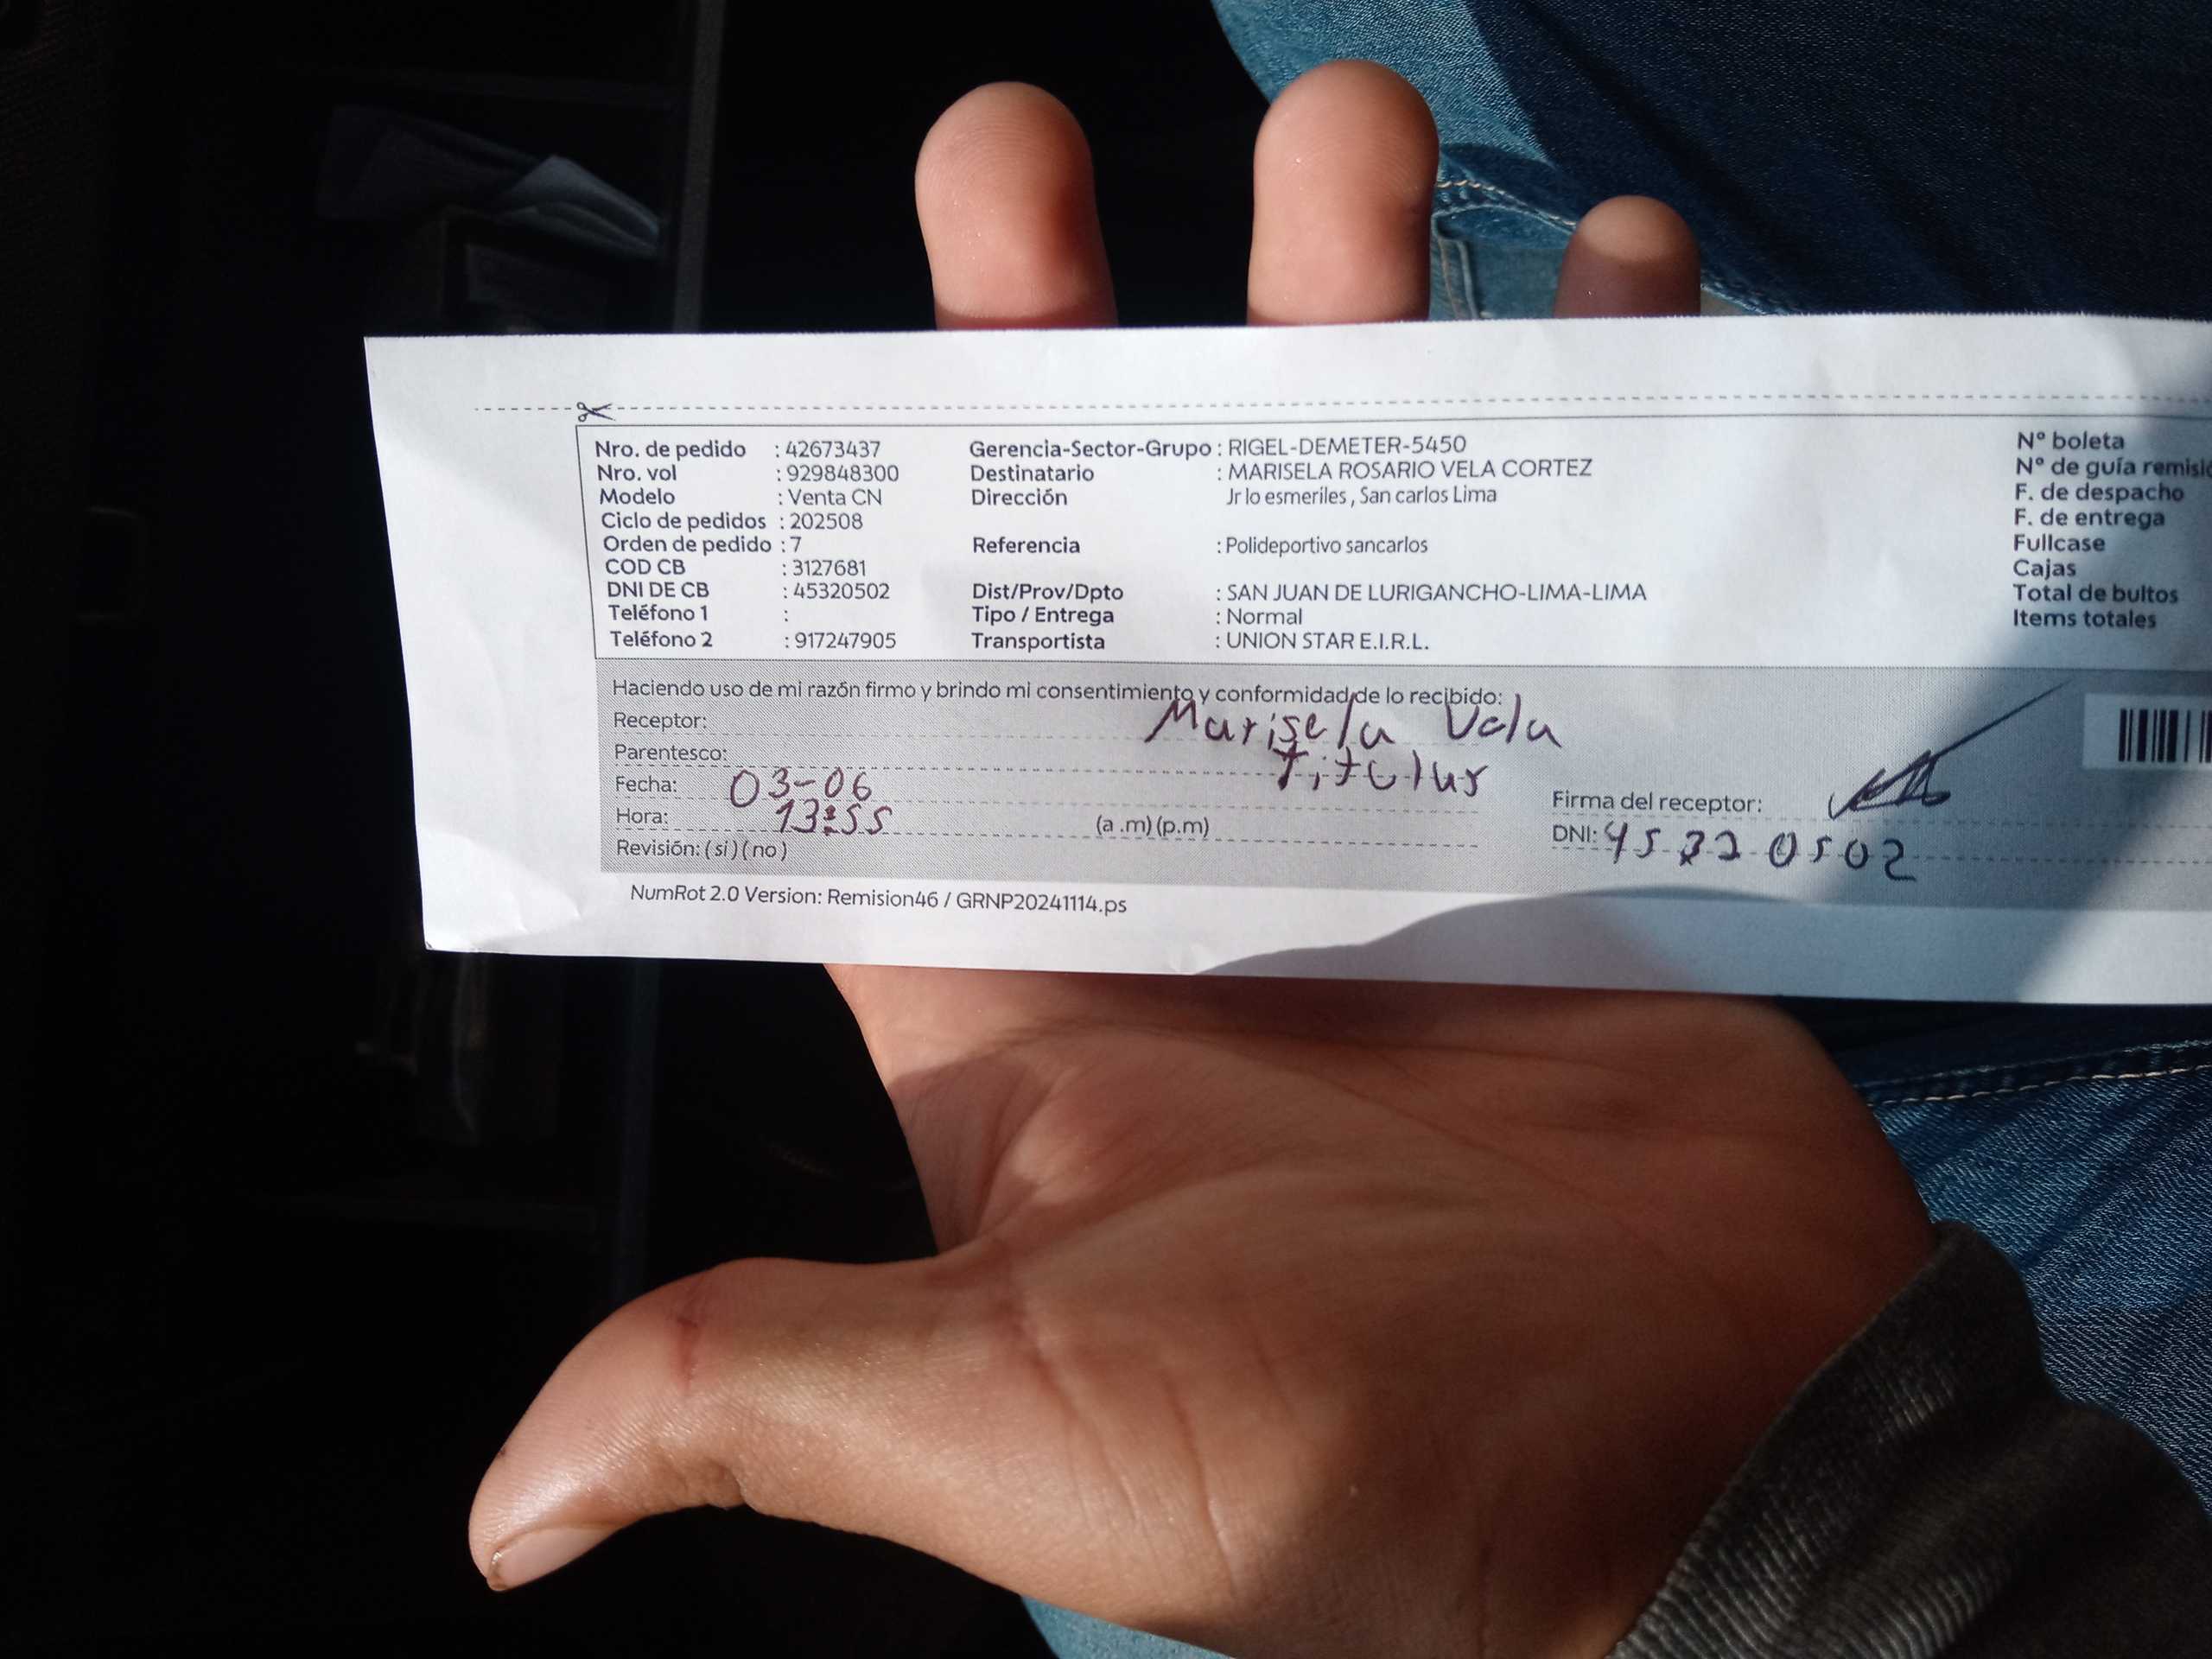 Nro. de pedido : 42673437 Gerencia-Sector-Grupo : RIGEL-DEMETER-5450 N° boleta
Nro. vol : 929848300 Destinatario : MARISELA ROSARIO VELA CORTEZ N° de guía
Modelo : Venta CN Dirección Jr lo esmeriles , San carlos Lima F. de despacho
Ciclo de pedidos : 202508 F. de entrega
Orden de pedido : 7 Referencia : Polideportivo sancarlos Fullcase
COD CB : 3127681 Cajas
DNI DE CB : 45320502 Dist/Prov/Dpto : SAN JUAN DE LURIGANCHO-LIMA-LIMA Total de bultos
Teléfono 1 : Tipo / Entrega : Normal Items totales
Teléfono 2 : 917247905 Transportista : UNION STAR E.I.R.L.
Haciendo uso de mi razón firmo y brindo mi consentimiento y conformidad de lo recibido:
Receptor: Marisela Vela
Parentesco: Titular
Fecha: 03-06 Firma del receptor:
Hora: 13:55 (a .m) (p.m) DNI: 45320502
Revisión: ( si ) ( no )
NumRot 2.0 Version: Remision46 / GRNP20241114.ps